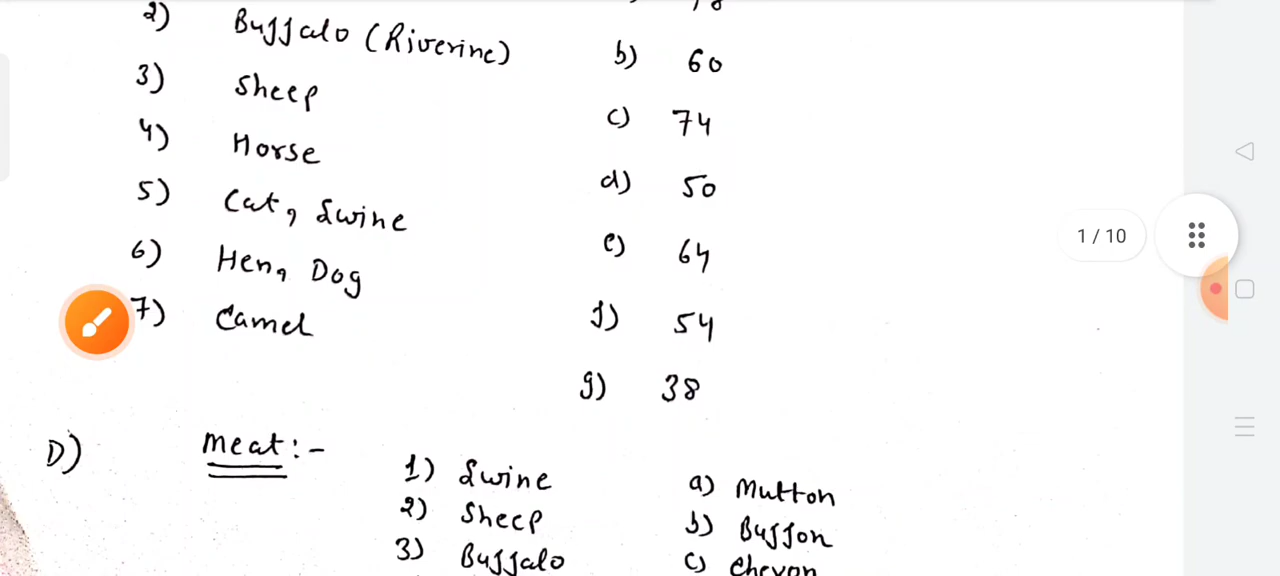 2) Buffalo (Riverine)
b) 60
3) Sheep
c) 74
4) Horse
d) 50
5) Cat, Swine
e) 64
6) Hen, Dog
f) 54
7) Camel
g) 38
1 / 10
D) Meat:-
1) Swine a) Mutton
2) Sheep b) Buffon
3) Buffalo c) Chevon